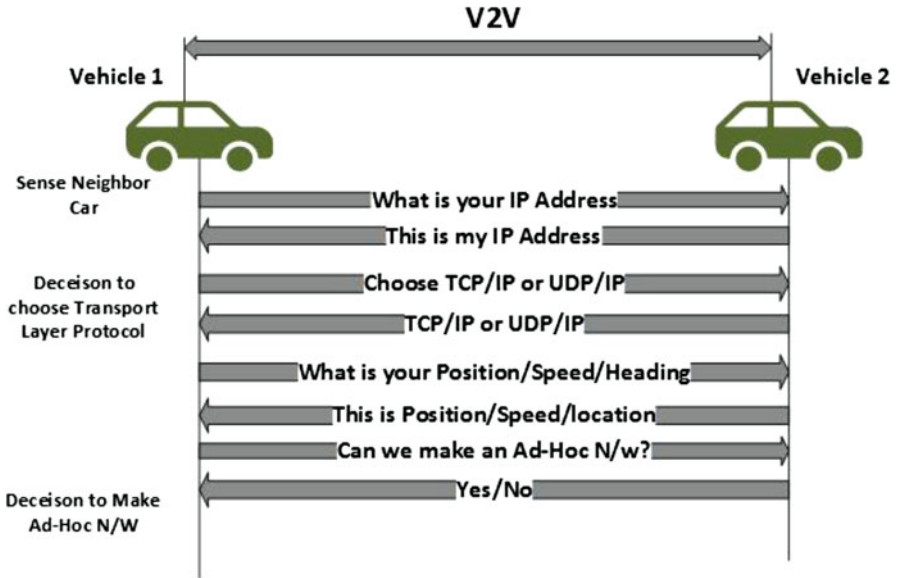 V2V
Vehicle 1
Vehicle 2
Sense Neighbor
Car
What is your IP Address
This is my IP Address
Deceison to
choose Transport
Layer Protocol
Choose TCP/IP or UDP/IP
TCP/IP or UDP/IP
What is your Position/Speed/Heading
This is Position/Speed/location
Can we make an Ad-Hoc N/w?
Yes/No
Deceison to Make
Ad-Hoc N/W